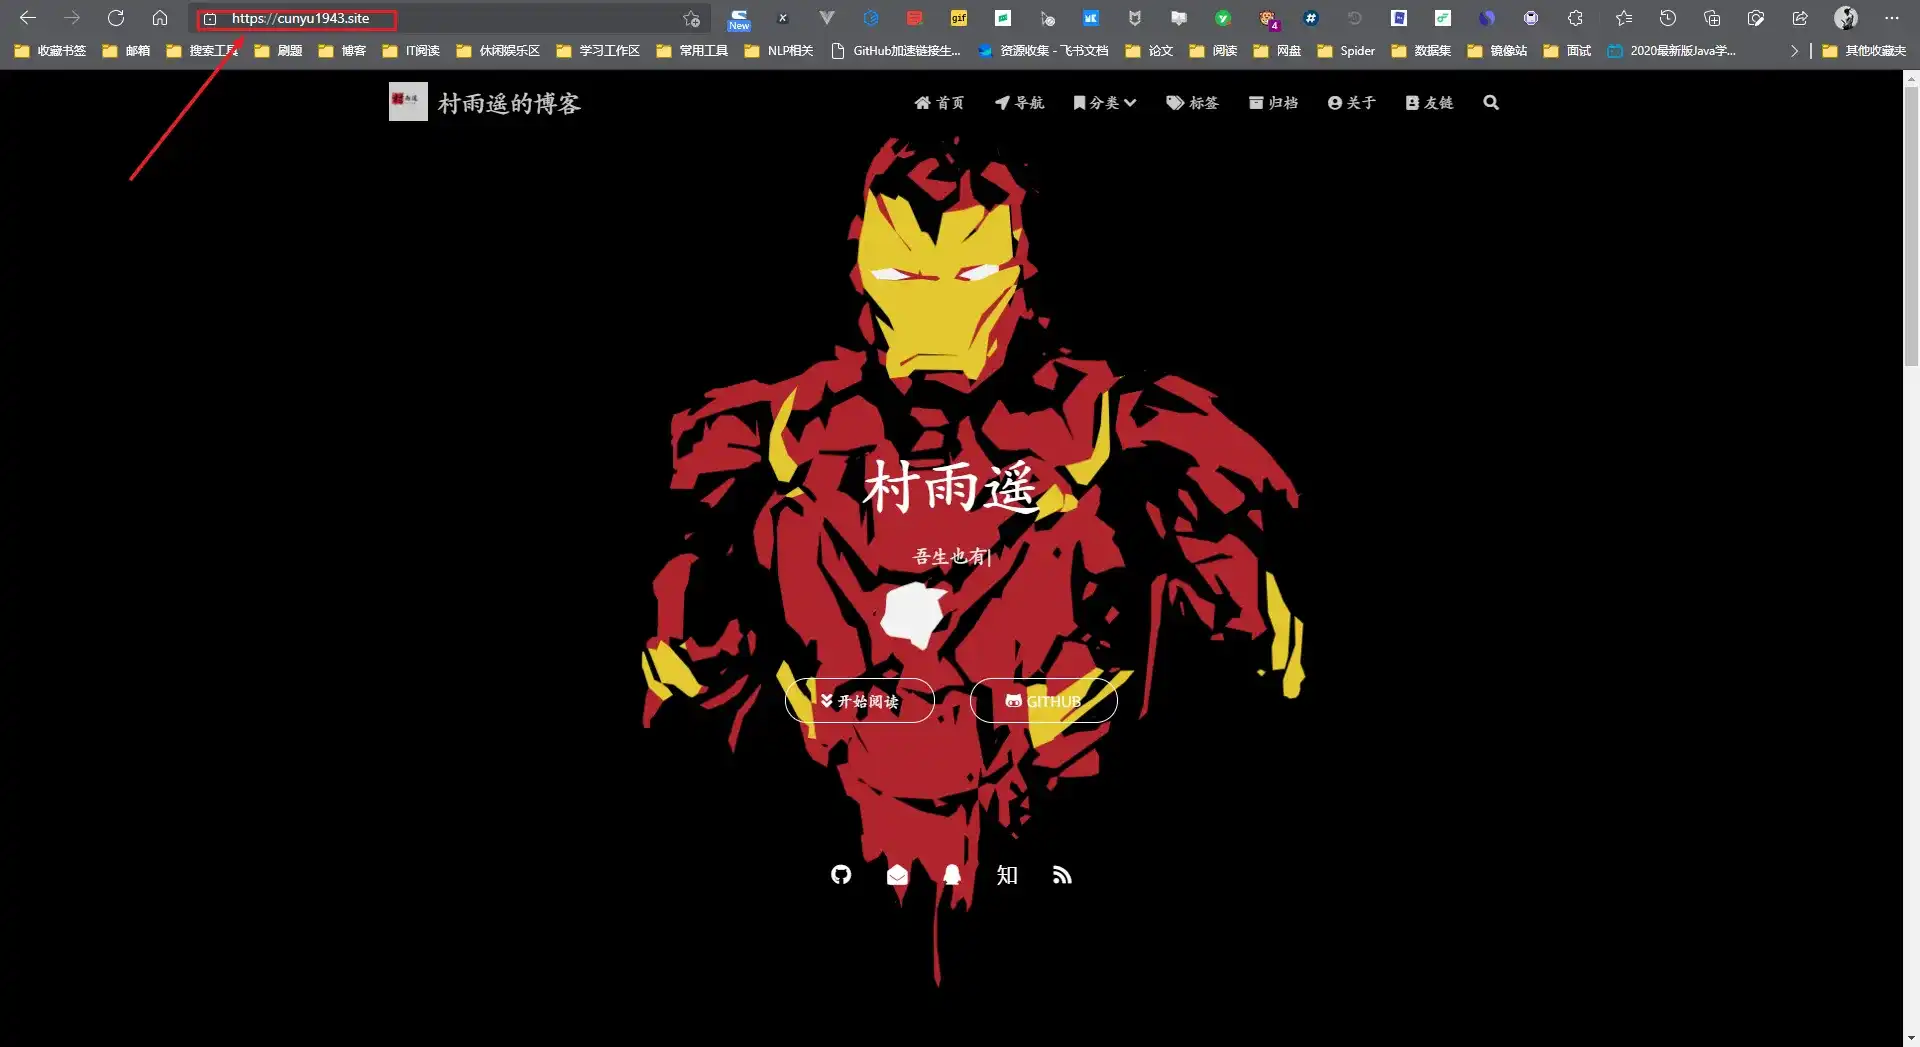 https://cunyu1943.site
New
gif
4
收藏书签 邮箱 搜索工具 刷题 博客 IT阅读 休闲娱乐区 学习工作区 常用工具 NLP相关 GitHub加速链接生... 资源收集 - 飞书文档 论文 阅读 网盘 Spider 数据集 镜像站 面试 2020最新版Java学... 其他收藏夹
村雨遥的博客 首页 导航 分类 标签 归档 关于 友链
村雨遥
吾生也有|
开始阅读 GITHUB
知